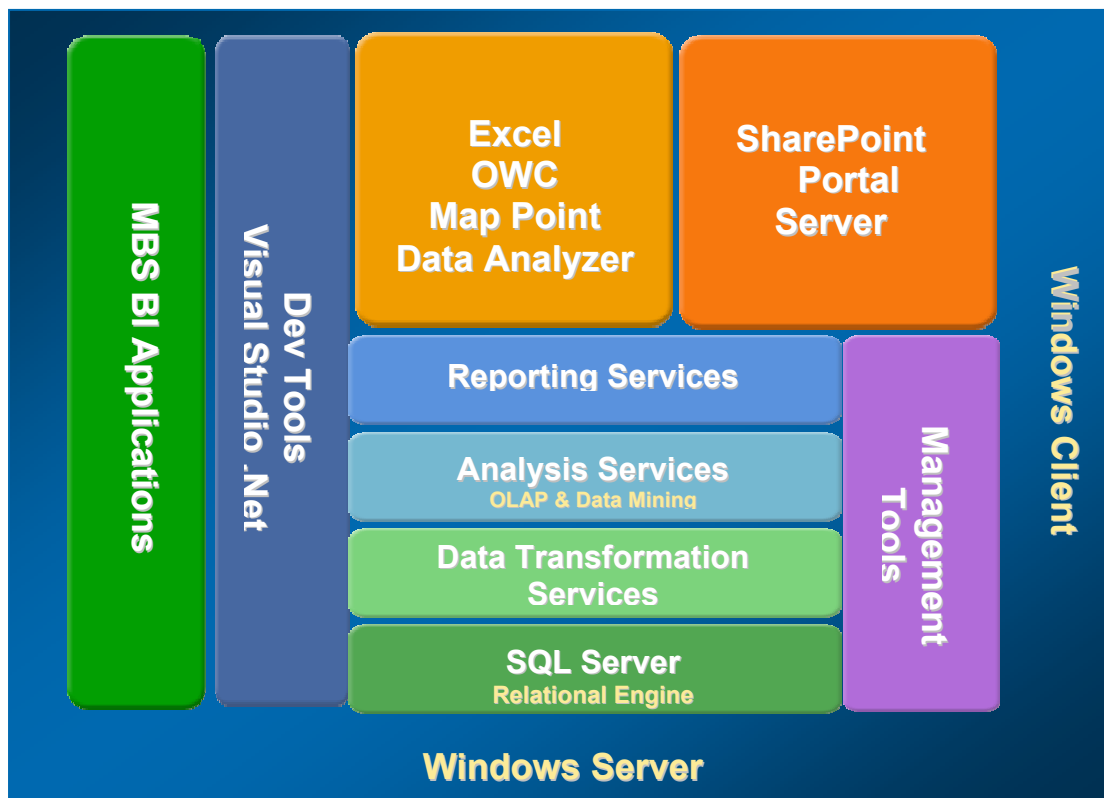 MBS BI Applications
Dev Tools
Visual Studio .Net
Excel
OWC
Map Point
Data Analyzer
SharePoint
Portal
Server
Reporting Services
Analysis Services
OLAP & Data Mining
Data Transformation
Services
SQL Server
Relational Engine
Management
Tools
Windows Client
Windows Server